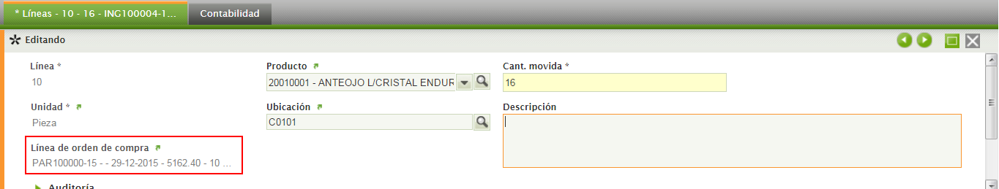 * Líneas - 10 - 16 - ING100004-1...
Contabilidad
Editando
Línea *
10
Producto
20010001 - ANTEOJO L/CRISTAL ENDUR
Cant. movida *
16
Unidad *
Pieza
Ubicación
C0101
Descripción
Línea de orden de compra
PAR100000-15 - - 29-12-2015 - 5162.40 - 10 ...
Auditoría